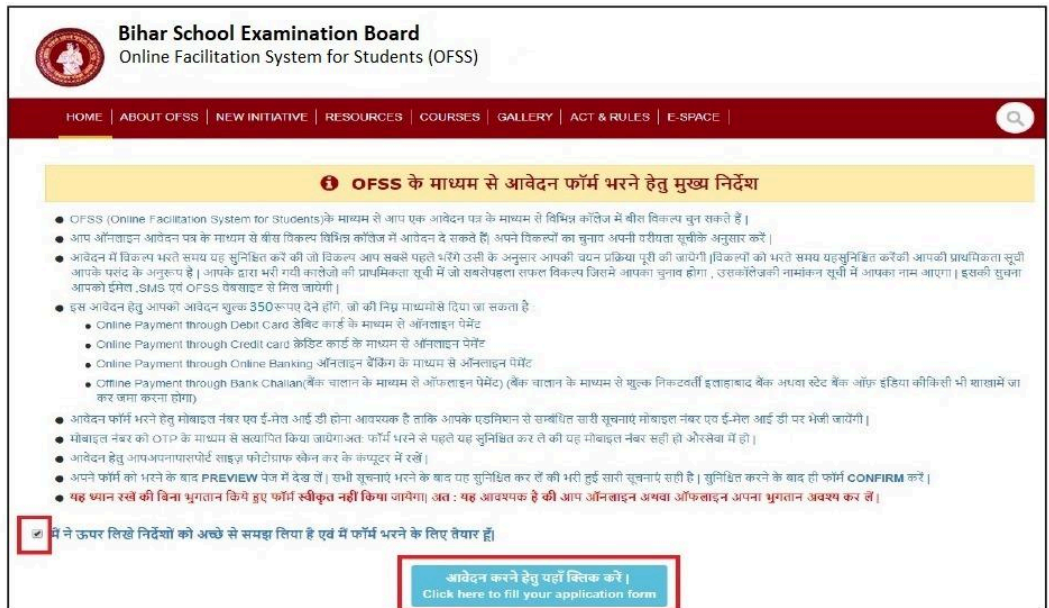 Bihar School Examination Board
Online Facilitation System for Students (OFSS)
HOME | ABOUT OFSS | NEW INITIATIVE | RESOURCES | COURSES | GALLERY | ACT & RULES | E-SPACE |
OFSS के माध्यम से आवेदन फॉर्म भरने हेतु मुख्य निर्देश
OFSS (Online Facilitation System for Students)के माध्यम से आप एक आवेदन पत्र के माध्यम से विभिन्न कॉलेज में बीस विकल्प चुन सकते हैं |
आप ऑनलाइन आवेदन पत्र के माध्यम से बीस विकल्प विभिन्न कॉलेज में आवेदन दे सकते हैं| अपने विकल्पों का चुनाव अपनी वरीयता सूचीके अनुसार करें |
आवेदन में विकल्प भरते समय यह सुनिश्चित करें की जो विकल्प आप सबसे पहले भरेंगे उसी के अनुसार आपकी चयन प्रक्रिया पूरी की जायेगी |विकल्पों को भरते समय यहसुनिश्चित करेंकी आपकी प्राथमिकता सूची
आपके पसंद के अनुरूप है | आपके द्वारा भरी गयी कालेजो की प्राथमिकता सूची में जो सबसेपहला सफल विकल्प जिसमे आपका चुनाव होगा , उसकॉलेजकी नामांकन सूची में आपका नाम आएगा | इसकी सुचना
आपको ईमेल ,SMS एवं OFSS वेबसाइट से मिल जायेगी |
इस आवेदन हेतु आपको आवेदन शुल्क 350रूपए देने होंगे, जो की निम्न माध्यमोसे दिया जा सकता है :
Online Payment through Debit Card डेबिट कार्ड के माध्यम से ऑनलाइन पेमेंट
Online Payment through Credit card क्रेडिट कार्ड के माध्यम से ऑनलाइन पेमेंट
Online Payment through Online Banking ऑनलाइन बैंकिंग के माध्यम से ऑनलाइन पेमेंट
Offline Payment through Bank Challan(बैंक चालान के माध्यम से ऑफलाइन पेमेंट) (बैंक चालान के माध्यम से शुल्क निकटवर्ती इलाहाबाद बैंक अथवा स्टेट बैंक ऑफ़ इंडिया कीकिसी भी शाखामें जा
कर जमा करना होगा)
आवेदन फॉर्म भरने हेतु मोबाइल नंबर एव ई-मेल आई डी होना आवश्यक है ताकि आपके एडमिशन से सम्बंधित सारी सूचनाएं मोबाइल नंबर एव ई-मेल आई डी पर भेजी जायेंगी |
मोबाइल नंबर को OTP के माध्यम से सत्यापित किया जायेगाअतः फॉर्म भरने से पहले यह सुनिश्चित कर ले की यह मोबाइल नंबर सही हो औरसेवा में हो |
आवेदन हेतु आपअपनापासपोर्ट साइज़ फोटोग्राफ स्कैन कर के कंप्यूटर में रखें |
अपने फॉर्म को भरने के बाद PREVIEW पेज में देख लें | सभी सूचनाएं भरने के बाद यह सुनिश्चित कर लें की भरी हुई सारी सूचनाएं सही है | सुनिश्चित करने के बाद ही फॉर्म CONFIRM करें |
यह ध्यान रखें की बिना भुगतान किये हुए फॉर्म स्वीकृत नहीं किया जायेगा| अत : यह आवश्यक है की आप ऑनलाइन अथवा ऑफलाइन अपना भुगतान अवश्य कर लें |
मैं ने ऊपर लिखे निर्देशों को अच्छे से समझ लिया है एवं मैं फॉर्म भरने के लिए तैयार हूँ|
आवेदन करने हेतु यहाँ क्लिक करें |
Click here to fill your application form